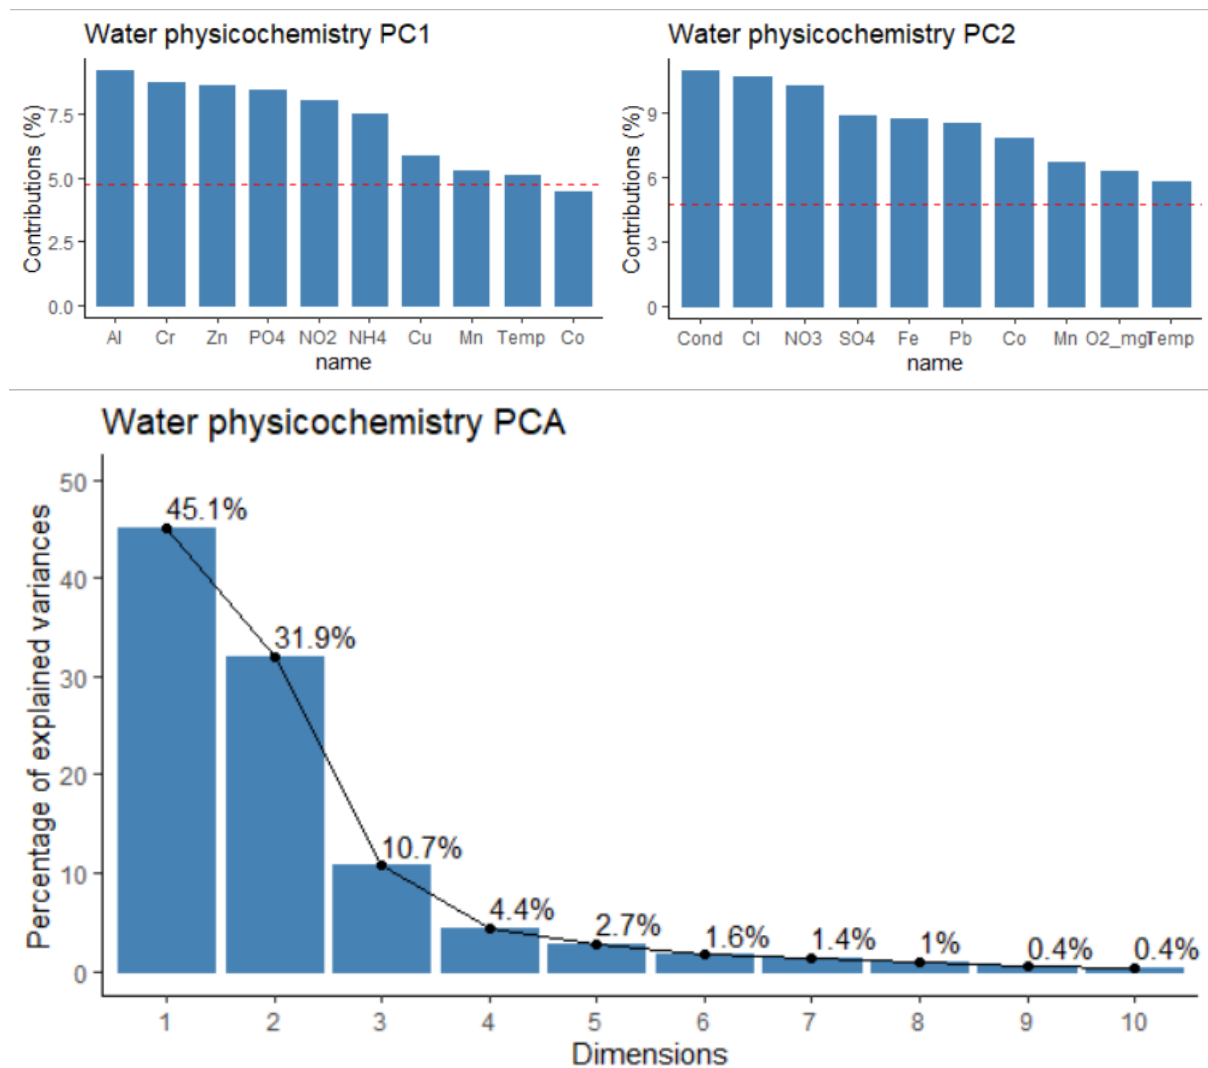 Water physicochemistry PC1
Contributions (%)
7.5
5.0
2.5
0.0
Al Cr Zn PO4 NO2 NH4 Cu Mn Temp Co
name
Water physicochemistry PC2
Contributions (%)
9
6
3
0
Cond Cl NO3 SO4 Fe Pb Co Mn O2_mgl Temp
name
Water physicochemistry PCA
Percentage of explained variances
50
40
30
20
10
0
45.1%
31.9%
10.7%
4.4%
2.7%
1.6%
1.4%
1%
0.4%
0.4%
1 2 3 4 5 6 7 8 9 10
Dimensions